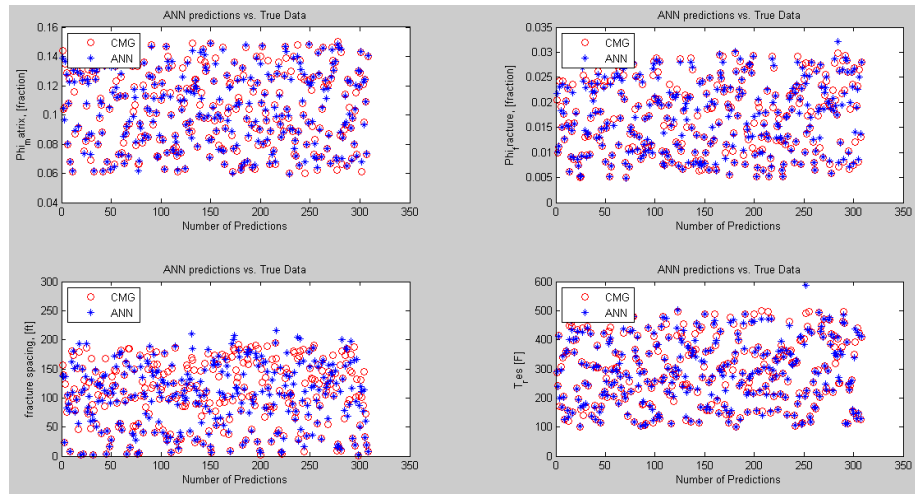 ANN predictions vs. True Data
0.16
0.14
0.12
0.1
0.08
0.06
0.04
Phi_m atrix, [fraction]
CMG
ANN
0 50 100 150 200 250 300 350
Number of Predictions
ANN predictions vs. True Data
0.035
0.03
0.025
0.02
0.015
0.01
0.005
0
Phi_f racture, [fraction]
CMG
ANN
0 50 100 150 200 250 300 350
Number of Predictions
ANN predictions vs. True Data
300
250
200
150
100
50
0
fracture spacing, [ft]
CMG
ANN
0 50 100 150 200 250 300 350
Number of Predictions
ANN predictions vs. True Data
600
500
400
300
200
100
0
T_r es [F]
CMG
ANN
0 50 100 150 200 250 300 350
Number of Predictions